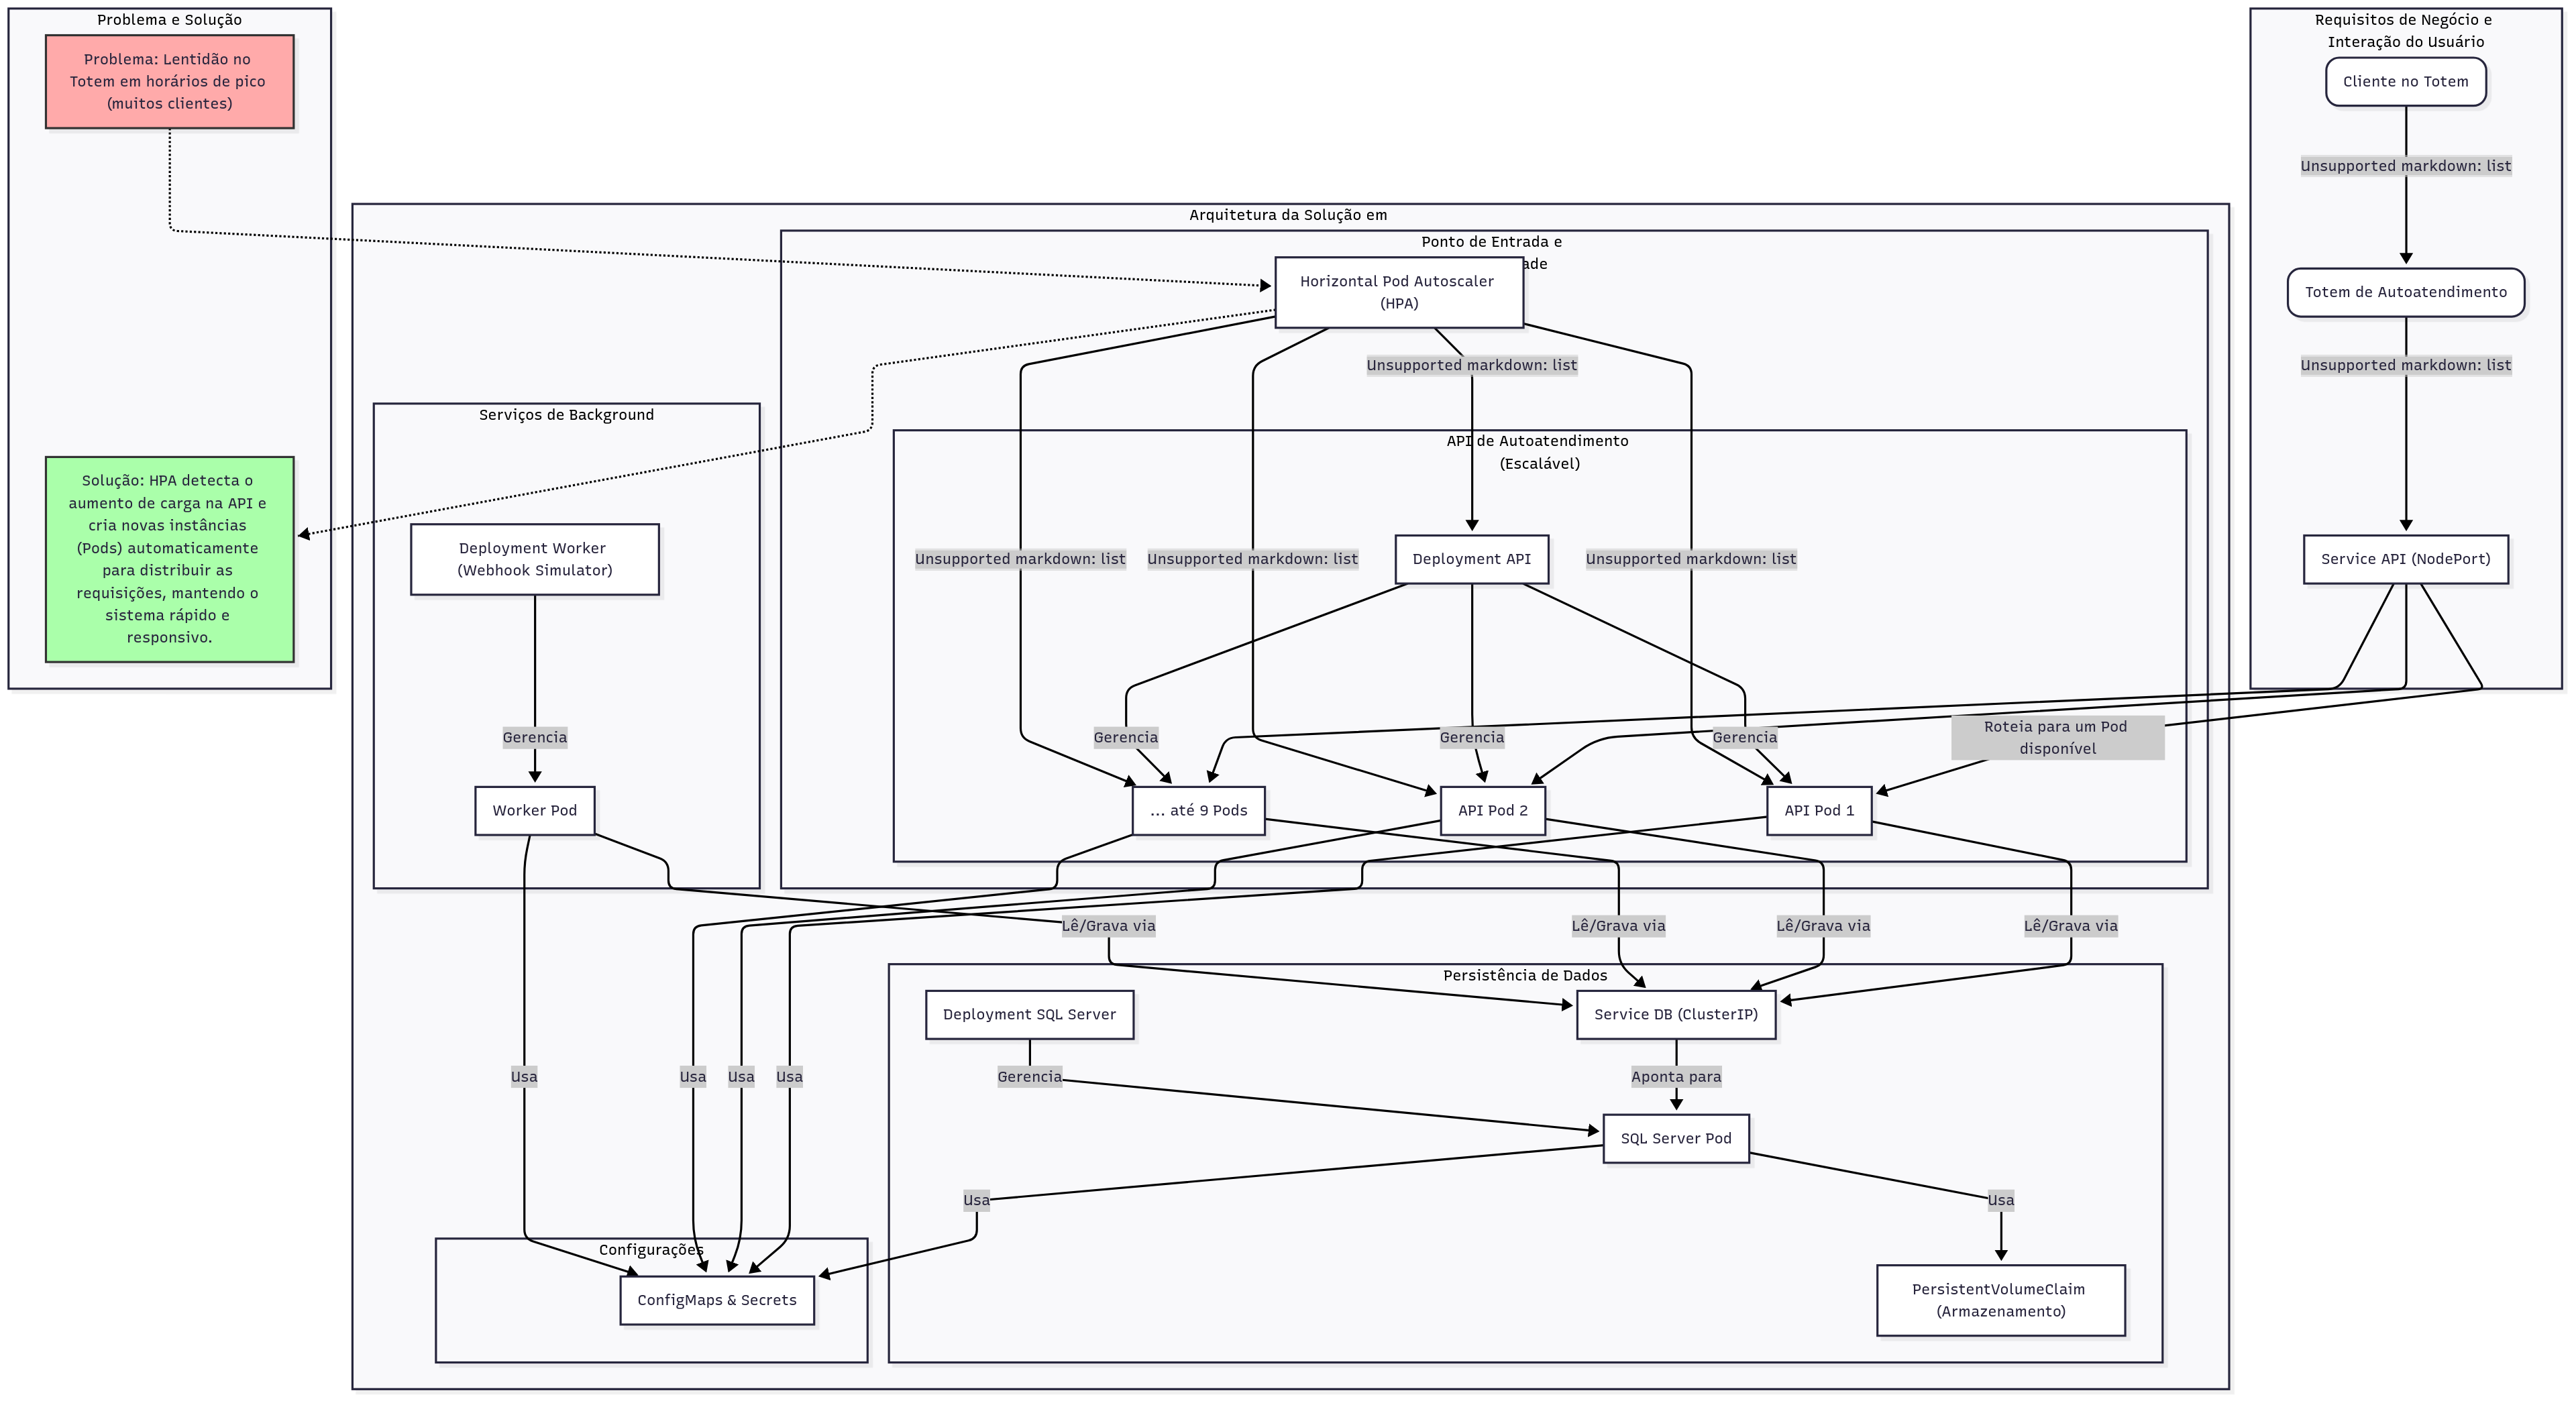 Problema e Solução
Problema: Lentidão no
Totem em horários de pico
(muitos clientes)
Solução: HPA detecta o
aumento de carga na API e
cria novas instâncias
(Pods) automaticamente
para distribuir as
requisições, mantendo o
sistema rápido e
responsivo.
Requisitos de Negócio e
Interação do Usuário
Cliente no Totem
Unsupported markdown: list
Totem de Autoatendimento
Unsupported markdown: list
Service API (NodePort)
Arquitetura da Solução em
Ponto de Entrada e
ade
Horizontal Pod Autoscaler
(HPA)
Unsupported markdown: list
API de Autoatendimento
(Escalável)
Unsupported markdown: list
Unsupported markdown: list
Deployment API
Unsupported markdown: list
Gerencia
Gerencia
Gerencia
Roteia para um Pod
disponível
... até 9 Pods
API Pod 2
API Pod 1
Serviços de Background
Deployment Worker
(Webhook Simulator)
Gerencia
Worker Pod
Lê/Grava via
Lê/Grava via
Lê/Grava via
Lê/Grava via
Persistência de Dados
Deployment SQL Server
Service DB (ClusterIP)
Usa
Usa
Usa
Usa
Gerencia
Aponta para
SQL Server Pod
Usa
Usa
Configurações
ConfigMaps & Secrets
PersistentVolumeClaim
(Armazenamento)